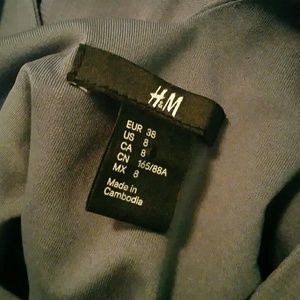 H&M
EUR 38
US 8
CA 8
CN 165/88A
MX 8
Made in
Cambodia